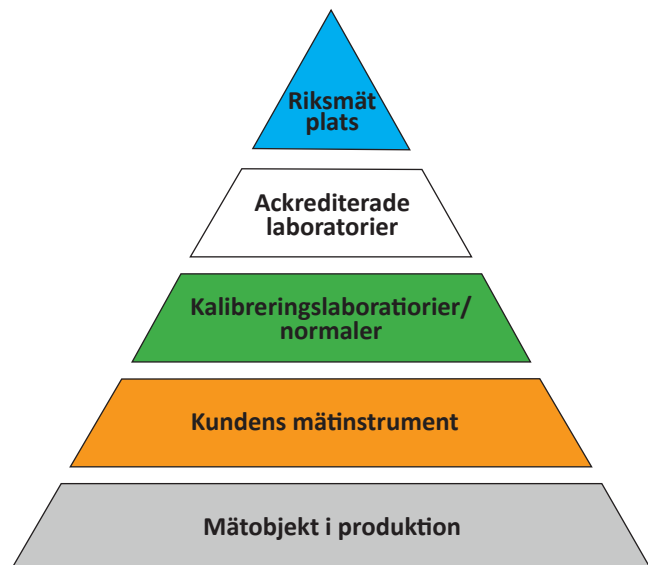 Riksmät
plats
Ackrediterade
laboratorier
Kalibreringslaboratiorier/
normaler
Kundens mätinstrument
Mätobjekt i produktion